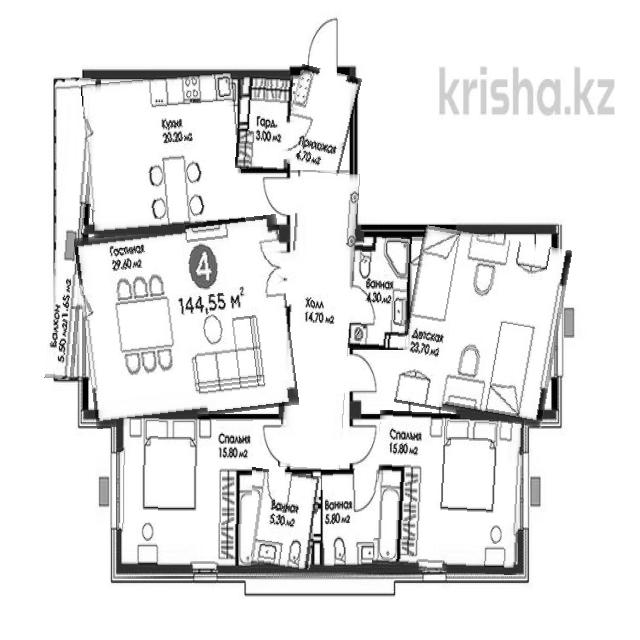 krisha.kz
Кухня
20.20 м2
Гард.
3.00 м2
Прихожая
4.70 м2
Гостиная
29.60 м2
4
144,55 м2
Ванная
4.30 м2
Холл
14.70 м2
Детская
23.70 м2
Балкон
5.50 м2/1.65 м2
Спальня
15.80 м2
Спальня
15.80 м2
Ванная
5.30 м2
Ванная
5.80 м2